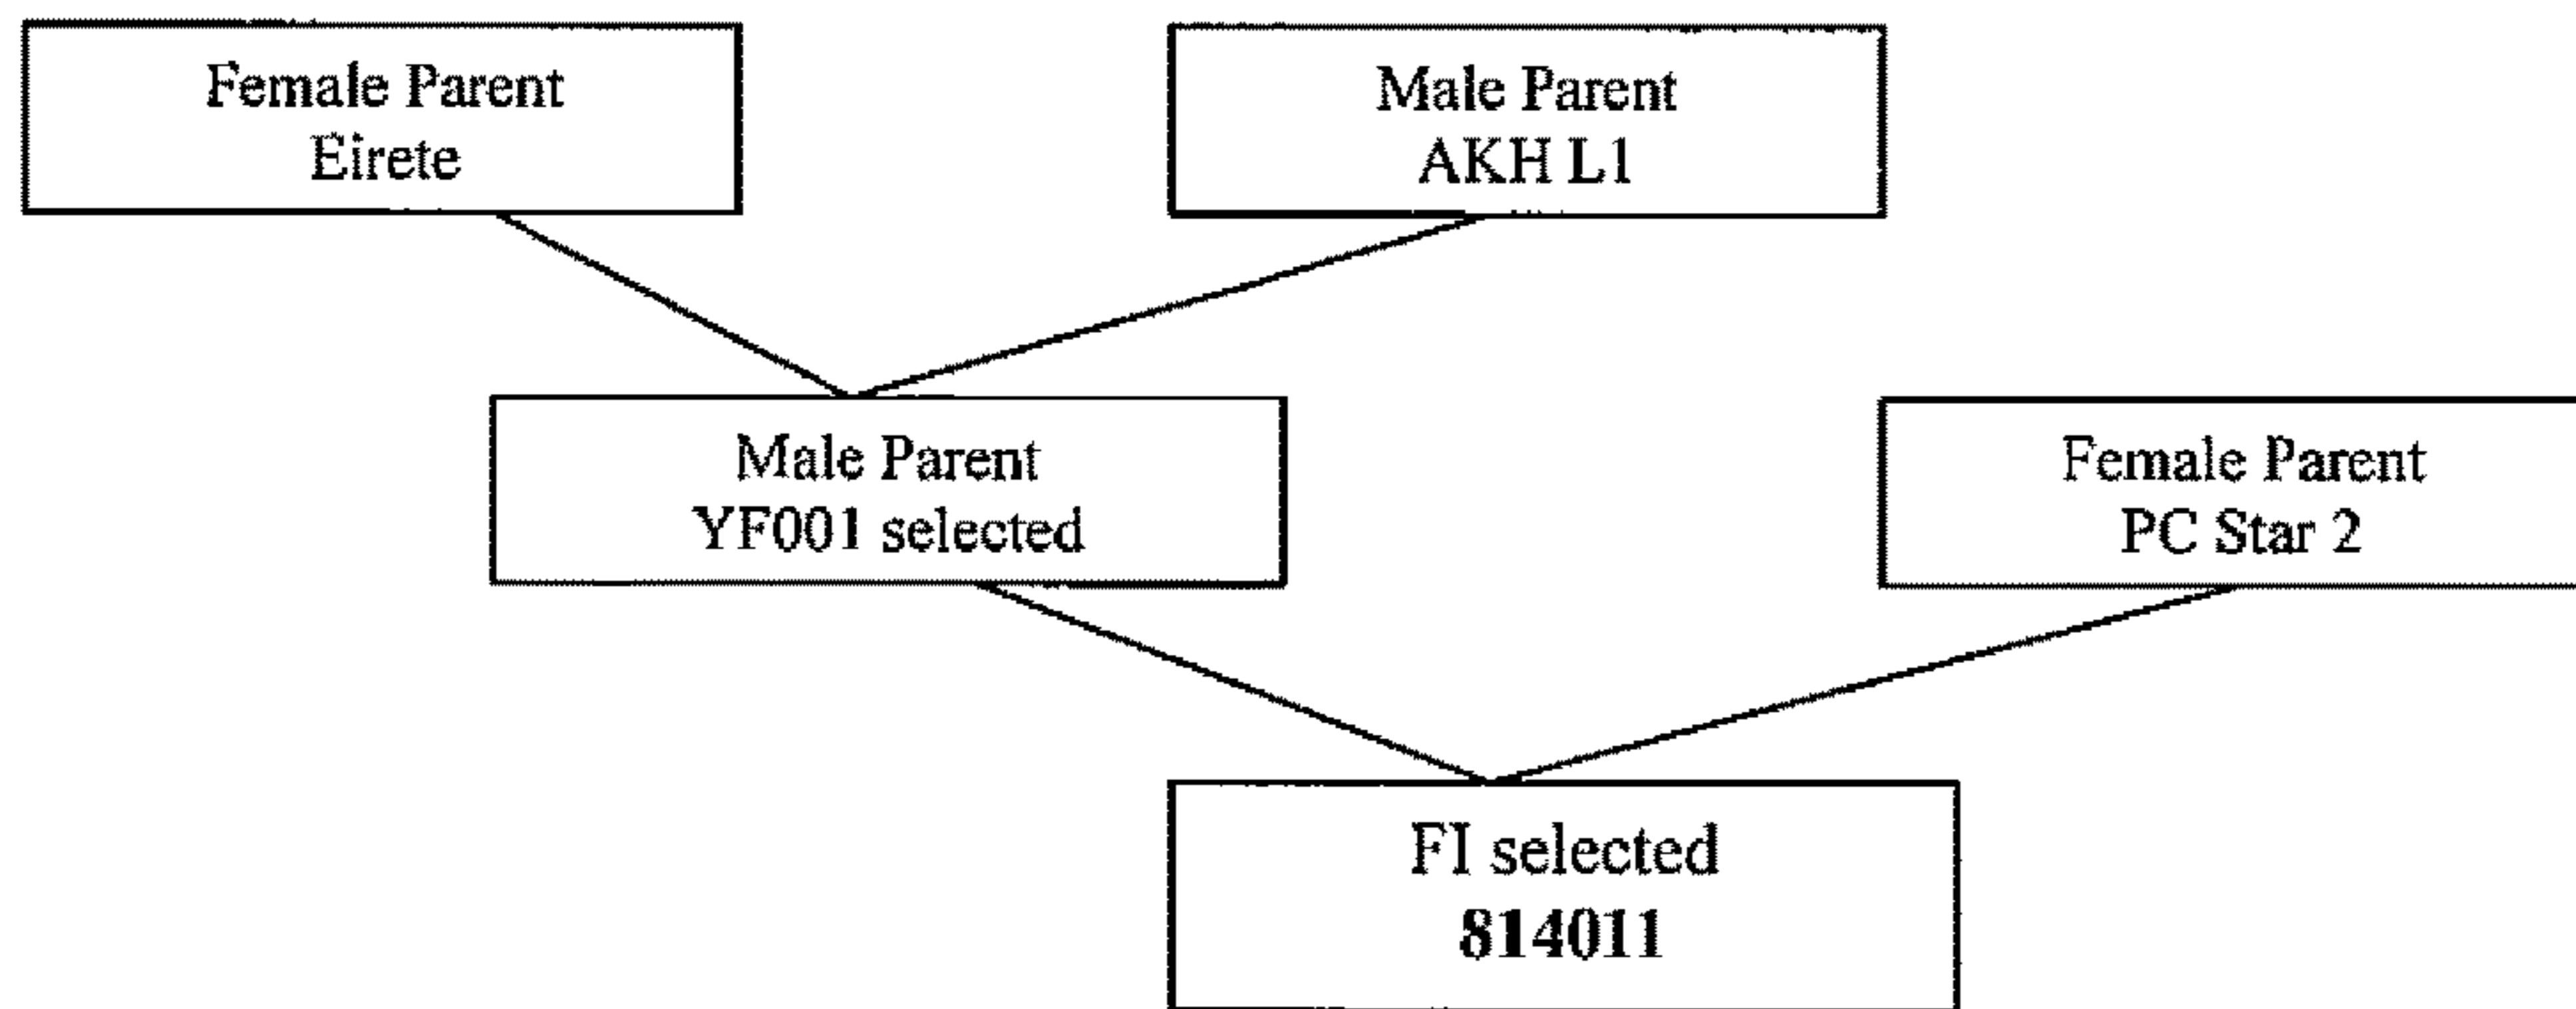 Female Parent
Eirete
Male Parent
AKH L1
Male Parent
YF001 selected
Female Parent
PC Star 2
FI selected
814011